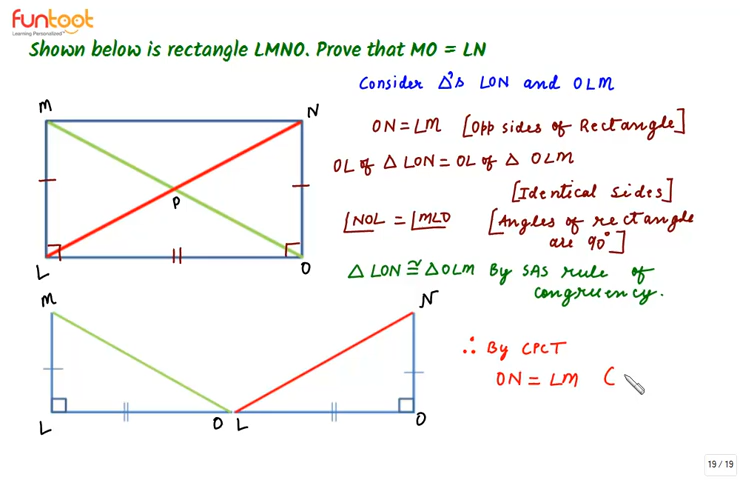 funtoot
Learning Personalized
Shown below is rectangle LMNO. Prove that MO = LN
Consider Δ's LON and OLM
M
N
ON = LM [Opp sides of Rectangle]
OL of Δ LON = OL of Δ OLM
[Identical sides]
P
∠NOL = ∠MLO [Angles of rectangle
are 90°]
L
O
Δ LON ≅ Δ OLM By SAS rule of
congruency.
M
N
∴ By CPCT
ON = LM (
L
O L
O
19 / 19